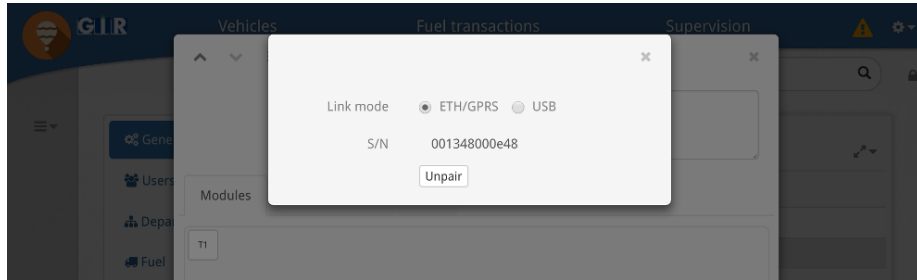 GIR Vehicles Fuel transactions Supervision
Link mode ETH/GPRS USB
S/N 001348000e48
Unpair
Users
Modules
T1
Fuel